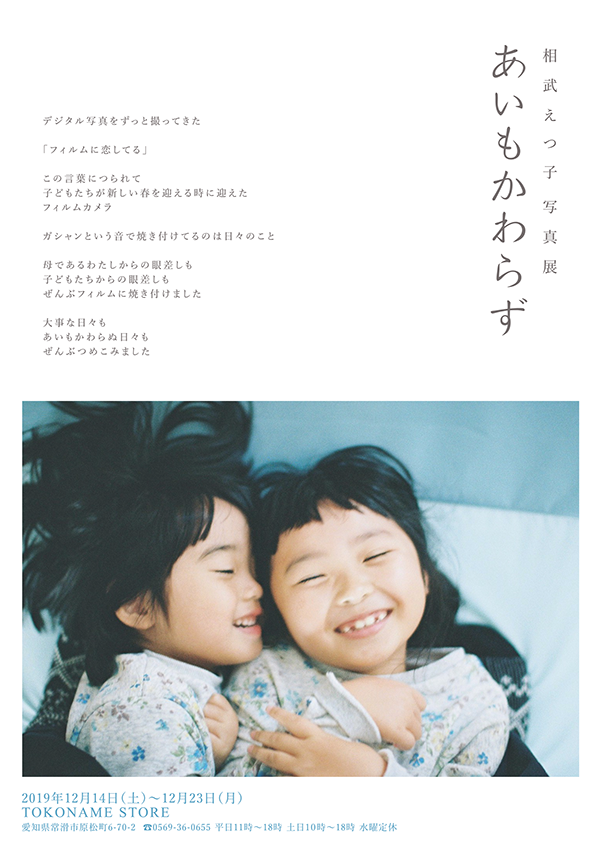 相武えつ子 写真展
あいもかわらず
デジタル写真をずっと撮ってきた
「フィルムに恋してる」
この言葉につられて
子どもたちが新しい春を迎える時に迎えた
フィルムカメラ
ガシャンという音で焼き付けてるのは日々のこと
母であるわたしからの眼差しも
子どもたちからの眼差しも
ぜんぶフィルムに焼き付けました
大事な日々も
あいもかわらぬ日々も
ぜんぶつめこみました
2019年12月14日(土)〜12月23日(月)
TOKONAME STORE
愛知県常滑市原松町6-70-2 ☎0569-36-0655 平日11時〜18時 土日10時〜18時 水曜定休